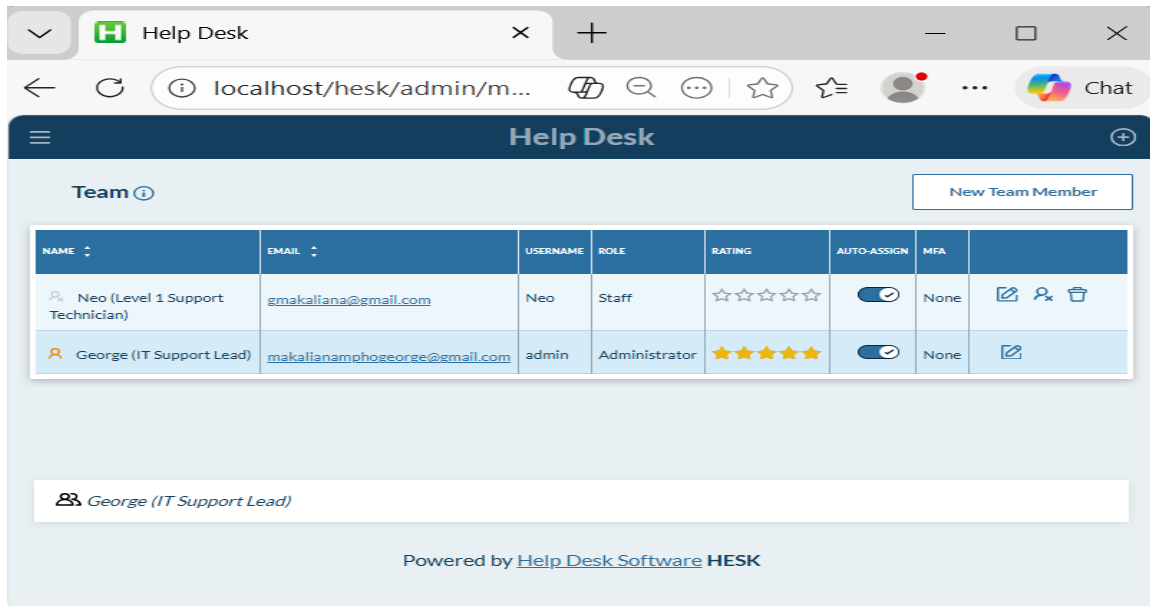 Help Desk
localhost/hesk/admin/m...
Chat
Help Desk
Team
New Team Member
NAME EMAIL USERNAME ROLE RATING AUTO-ASSIGN MFA
Neo (Level 1 Support
Technician)
gmakaliana@gmail.com Neo Staff None
George (IT Support Lead) makalianamphogeorge@gmail.com admin Administrator None
George (IT Support Lead)
Powered by Help Desk Software HESK